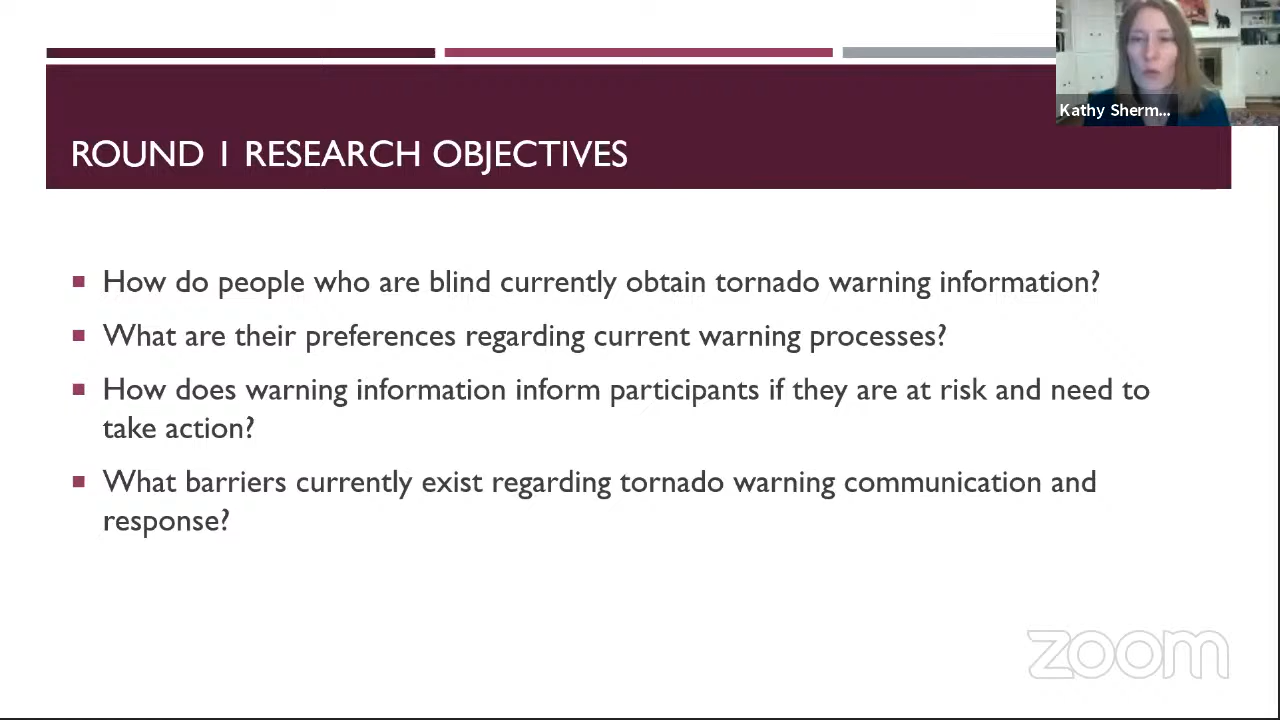 Kathy Sherm...
ROUND 1 RESEARCH OBJECTIVES
How do people who are blind currently obtain tornado warning information?
What are their preferences regarding current warning processes?
How does warning information inform participants if they are at risk and need to
take action?
What barriers currently exist regarding tornado warning communication and
response?
zoom